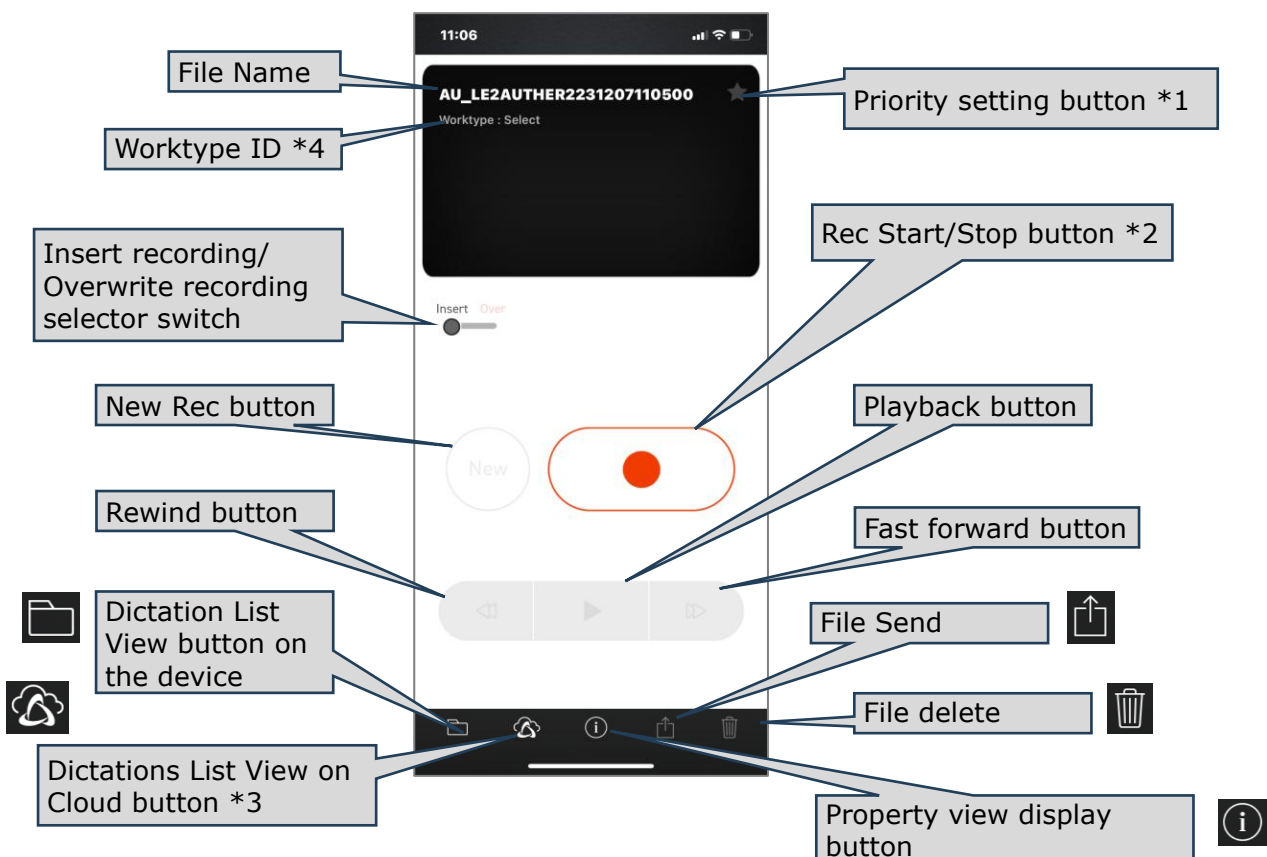 11:06
File Name
AU_LE2AUTHER2231207110500
Priority setting button *1
Worktype : Select
Worktype ID *4
Rec Start/Stop button *2
Insert recording/
Overwrite recording
selector switch
Insert Over
New Rec button
Playback button
New
Rewind button
Fast forward button
Dictation List
View button on
the device
File Send
File delete
Dictations List View on
Cloud button *3
Property view display
button
i
i